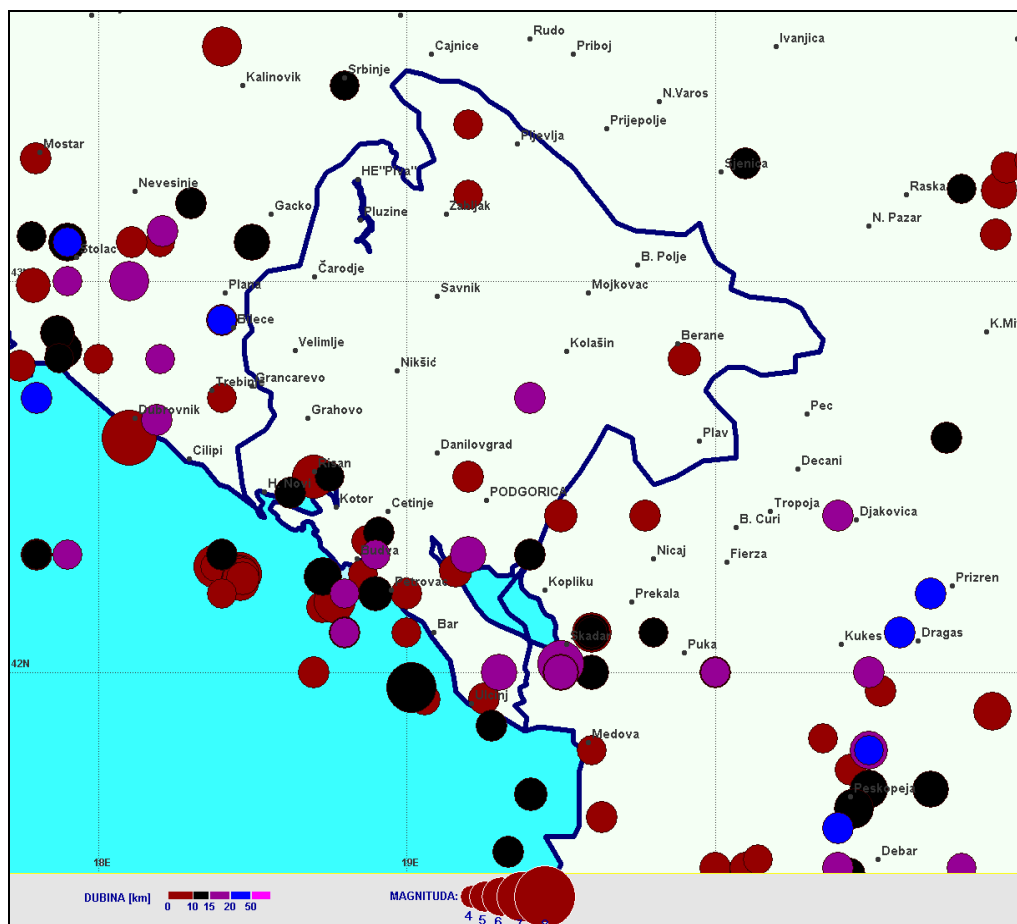 Rudo
Ivanjica
Cajnice
Priboj
Srbinje
Kalinovik
N.Varos
Prijepolje
Mostar
Pljevlja
Sjenica
HE"Piva"
Nevesinje
Raska
Gacko
Pluzine
Zabljak
N. Pazar
Stolac
B. Polje
43N
Čarodje
Plana
Savnik
Mojkovac
Bilece
K.Mi
Berane
Velimlje
Kolašin
Nikšić
Trebinje
Grancarevo
Dubrovnik
Grahovo
Pec
Plav
Danilovgrad
Cilipi
Risan
Decani
H. Novi
PODGORICA
Kotor
Cetinje
Tropoja
B. Curi
Djakovica
Budva
Nicaj
Fierza
Petrovac
Kopliku
Prizren
Prekala
Bar
Skadar
Puka
Kukes
Dragas
42N
Ulcinj
Medova
Peskopeja
Debar
18E
19E
DUBINA [km]
0 10 15 20 50
MAGNITUDA:
4 5 6 7 8